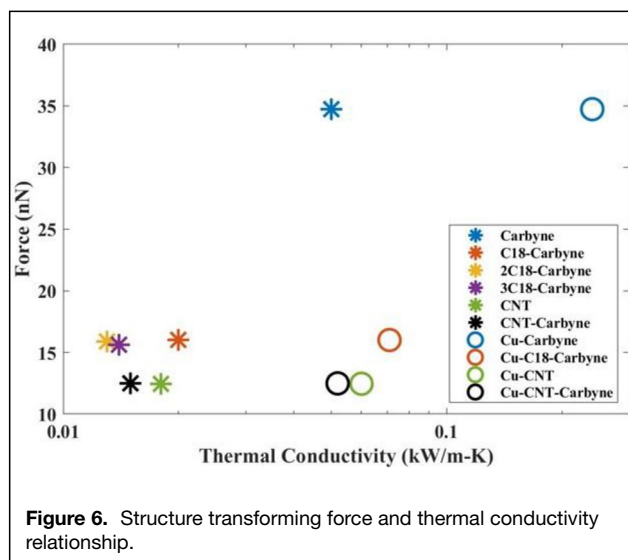 40
35
30
25
20
15
10
Force (nN)
Carbyne
C18-Carbyne
2C18-Carbyne
3C18-Carbyne
CNT
CNT-Carbyne
Cu-Carbyne
Cu-C18-Carbyne
Cu-CNT
Cu-CNT-Carbyne
0.01
0.1
Thermal Conductivity (kW/m-K)
Figure 6. Structure transforming force and thermal conductivity
relationship.